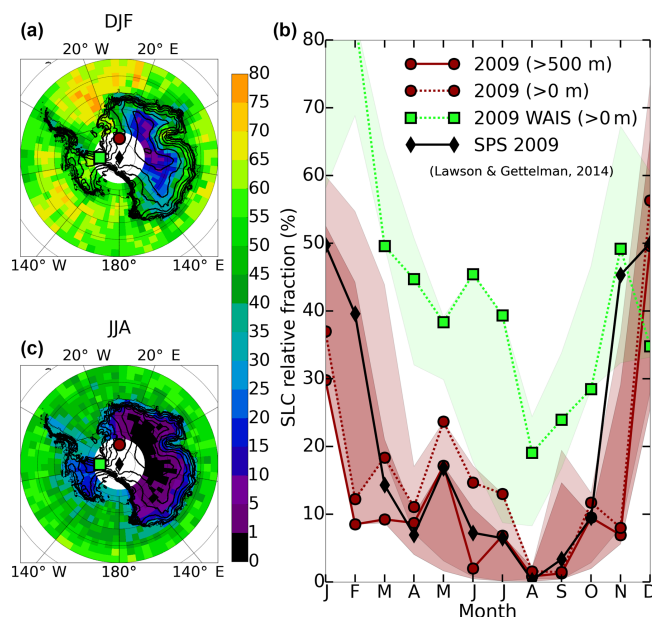 (a)
DJF
20° W 20° E
140° W 180° 140° E
(c)
JJA
20° W 20° E
140° W 180° 140° E
80
75
70
65
60
55
50
45
40
35
30
25
20
15
10
5
1
0
(b)
SLC relative fraction (%)
80
70
60
50
40
30
20
10
0
2009 (>500 m)
2009 (>0 m)
2009 WAIS (>0 m)
SPS 2009
(Lawson & Gettelman, 2014)
J F M A M J J A S O N D
Month